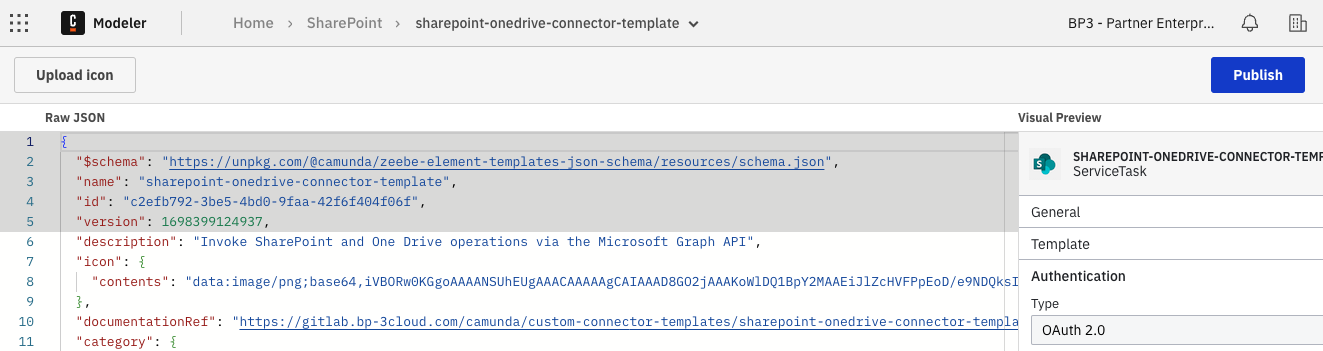 C Modeler Home > SharePoint > sharepoint-onedrive-connector-template BP3 - Partner Enterpr...
Upload icon Publish
Raw JSON Visual Preview
1 {
2 "$schema": "https://unpkg.com/@camunda/zeebe-element-templates-json-schema/resources/schema.json",
3 "name": "sharepoint-onedrive-connector-template",
4 "id": "c2efb792-3be5-4bd0-9faa-42f6f404f06f",
5 "version": 1698399124937,
6 "description": "Invoke SharePoint and One Drive operations via the Microsoft Graph API",
7 "icon": {
8 "contents": "data:image/png;base64,iVBORw0KGgoAAAANSUhEUgAAACAAAAAgCAIAAAD8GO2jAAAKoWlDQ1BpY2MAAEiJlZcHVFPpEoD/e9NDQksI
9 },
10 "documentationRef": "https://gitlab.bp-3cloud.com/camunda/custom-connector-templates/sharepoint-onedrive-connector-templa
11 "category": {
S
SHAREPOINT-ONEDRIVE-CONNECTOR-TEMP
ServiceTask
General
Template
Authentication
Type
OAuth 2.0